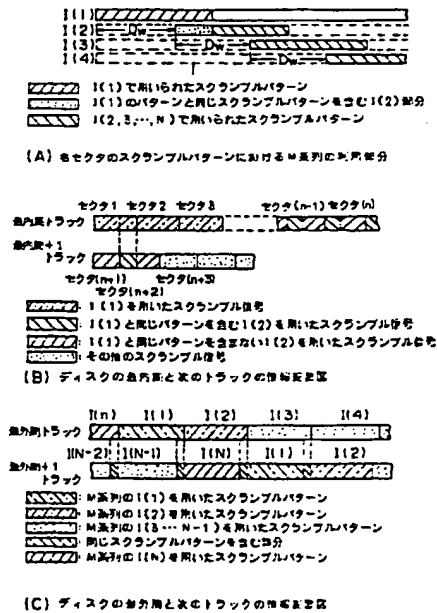 I(1)
I(2) Dw
I(3) Dw
I(4) Dw
I(1)で用いられたスクランブルパターン
I(1)のパターンと同じスクランブルパターンを含むI(2)部分
I(2,3,…,N)で用いられたスクランブルパターン
(A) 各セクタのスクランブルパターンにおけるM系列の利用部分
セクタ1 セクタ2 セクタ3 セクタ(n-1) セクタ(n)
最内周トラック
最内周+1
トラック
セクタ(n+1) セクタ(n+3)
セクタ(n+2)
:I(1)を用いたスクランブル信号
:I(1)と同じパターンを含むI(2)を用いたスクランブル信号
:I(1)と同じパターンを含まないI(2)を用いたスクランブル信号
:その他のスクランブル信号
(B) ディスクの最内周と次のトラックの情報配置図
I(n) I(1) I(2) I(3) I(4)
最外周トラック
I(N-2) I(N-1) I(N) I(1) I(2)
最外周+1
トラック
:M系列のI(1)を用いたスクランブルパターン
:M系列のI(2)を用いたスクランブルパターン
:M系列のI(3…N-1)を用いたスクランブルパターン
:同じスクランブルパターンを含む部分
:M系列のI(N)を用いたスクランブルパターン
(C) ディスクの最外周と次のトラックの情報配置図